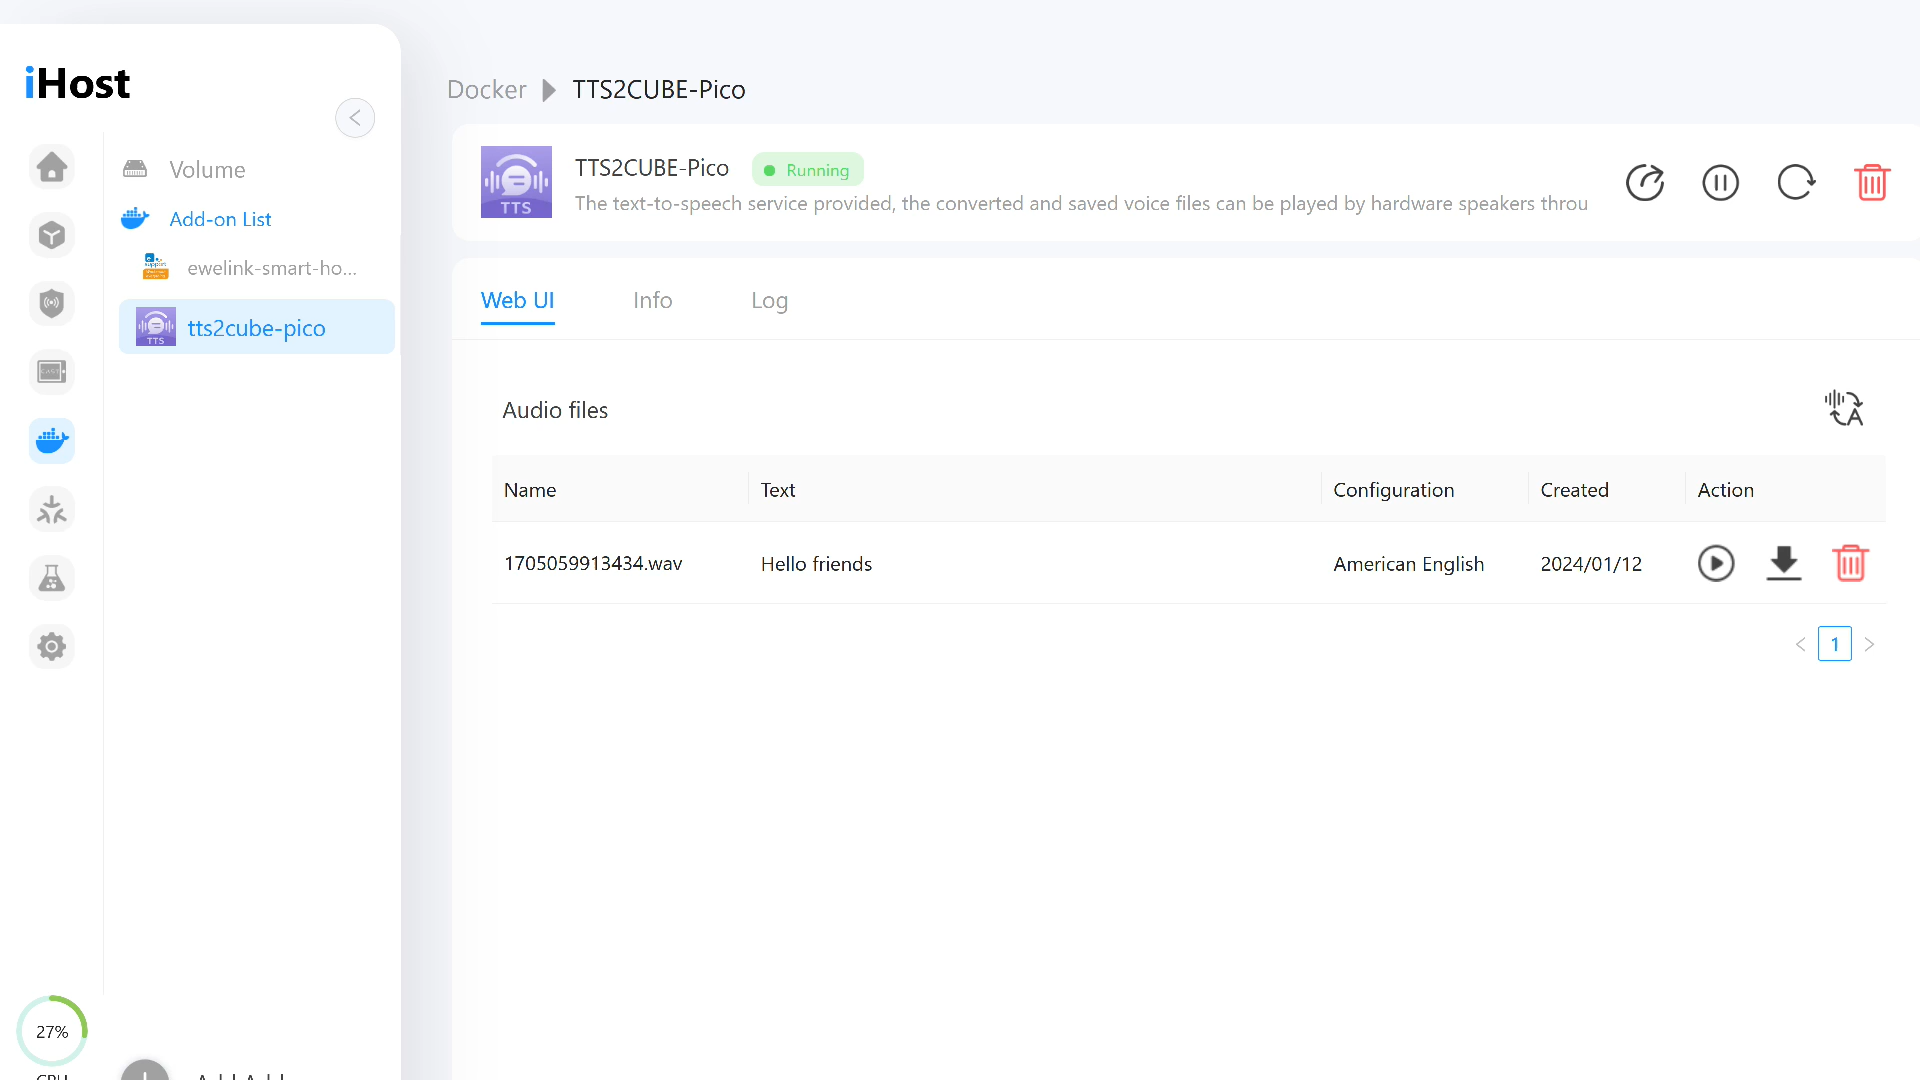 iHost
Volume
Add-on List
ewelink-smart-ho...
TTS
tts2cube-pico
27%
Docker
TTS2CUBE-Pico
TTS
TTS2CUBE-Pico
Running
The text-to-speech service provided, the converted and saved voice files can be played by hardware speakers throu
Web UI
Info
Log
Audio files
Name
Text
Configuration
Created
Action
1705059913434.wav
Hello friends
American English
2024/01/12
1